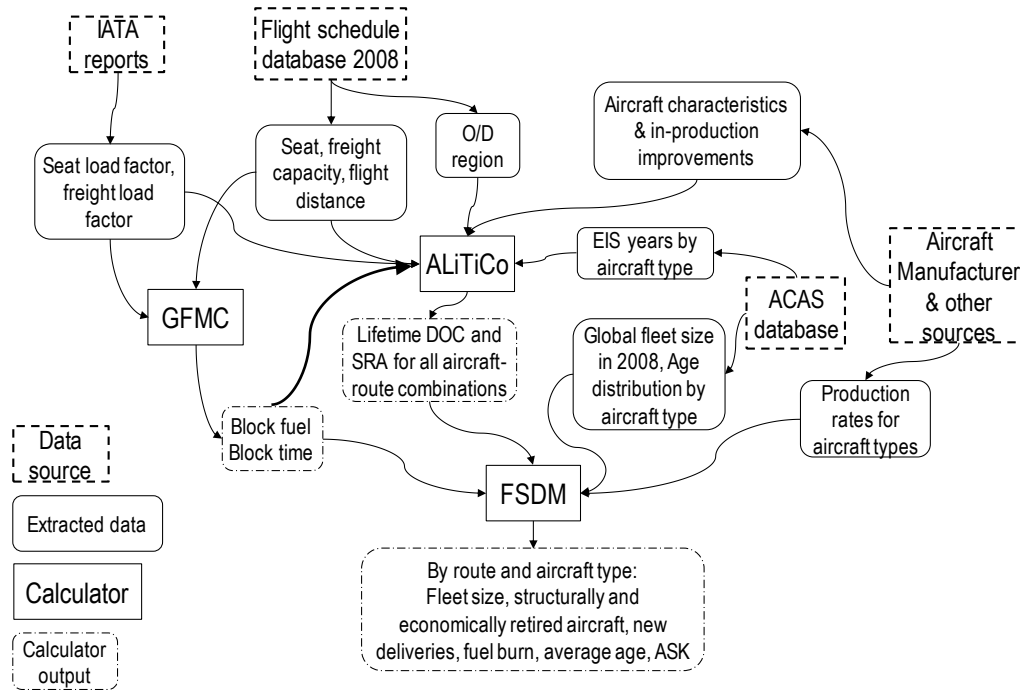 IATA
reports
Flight schedule
database 2008
Aircraft characteristics
& in-production
improvements
O/D
region
Seat load factor,
freight load
factor
Seat, freight
capacity, flight
distance
ALiTiCo
EIS years by
aircraft type
Aircraft
Manufacturer
& other
sources
GFMC
ACAS
database
Lifetime DOC and
SRA for all aircraft-
route combinations
Global fleet size
in 2008, Age
distribution by
aircraft type
Production
rates for
aircraft types
Block fuel
Block time
Data
source
FSDM
Extracted data
Calculator
By route and aircraft type:
Fleet size, structurally and
economically retired aircraft, new
deliveries, fuel burn, average age, ASK
Calculator
output